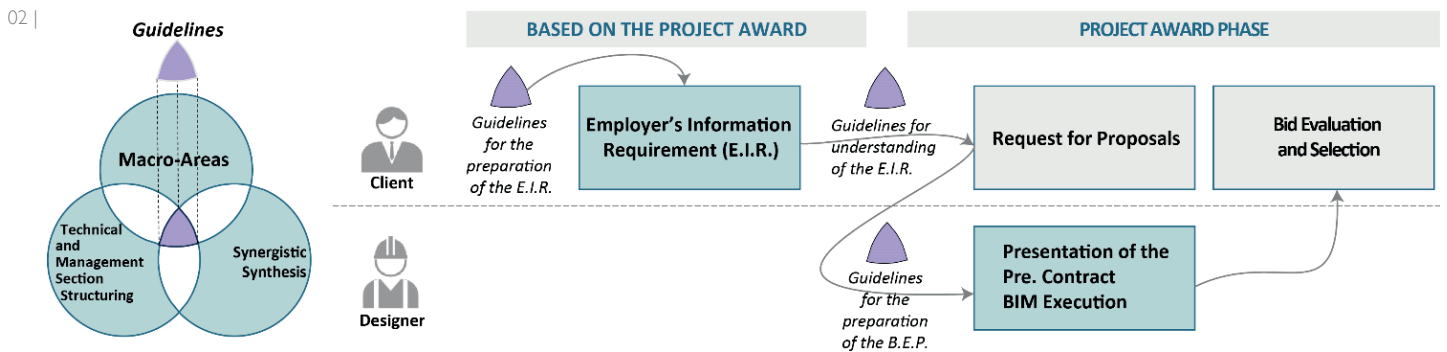 02 |
Guidelines
Macro-Areas
Technical
and
Management
Section
Structuring
Synergistic
Synthesis
BASED ON THE PROJECT AWARD
PROJECT AWARD PHASE
Client
Guidelines
for the
preparation
of the E.I.R.
Employer's Information
Requirement (E.I.R.)
Guidelines for
understanding
of the E.I.R.
Request for Proposals
Bid Evaluation
and Selection
Designer
Guidelines
for the
preparation
of the B.E.P.
Presentation of the
Pre. Contract
BIM Execution